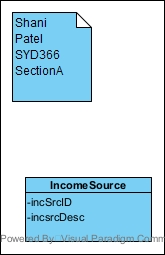 Shani
Patel
SYD366
SectionA
IncomeSource
-incSrcID
-incsrcDesc
Powered By Visual Paradigm Comm